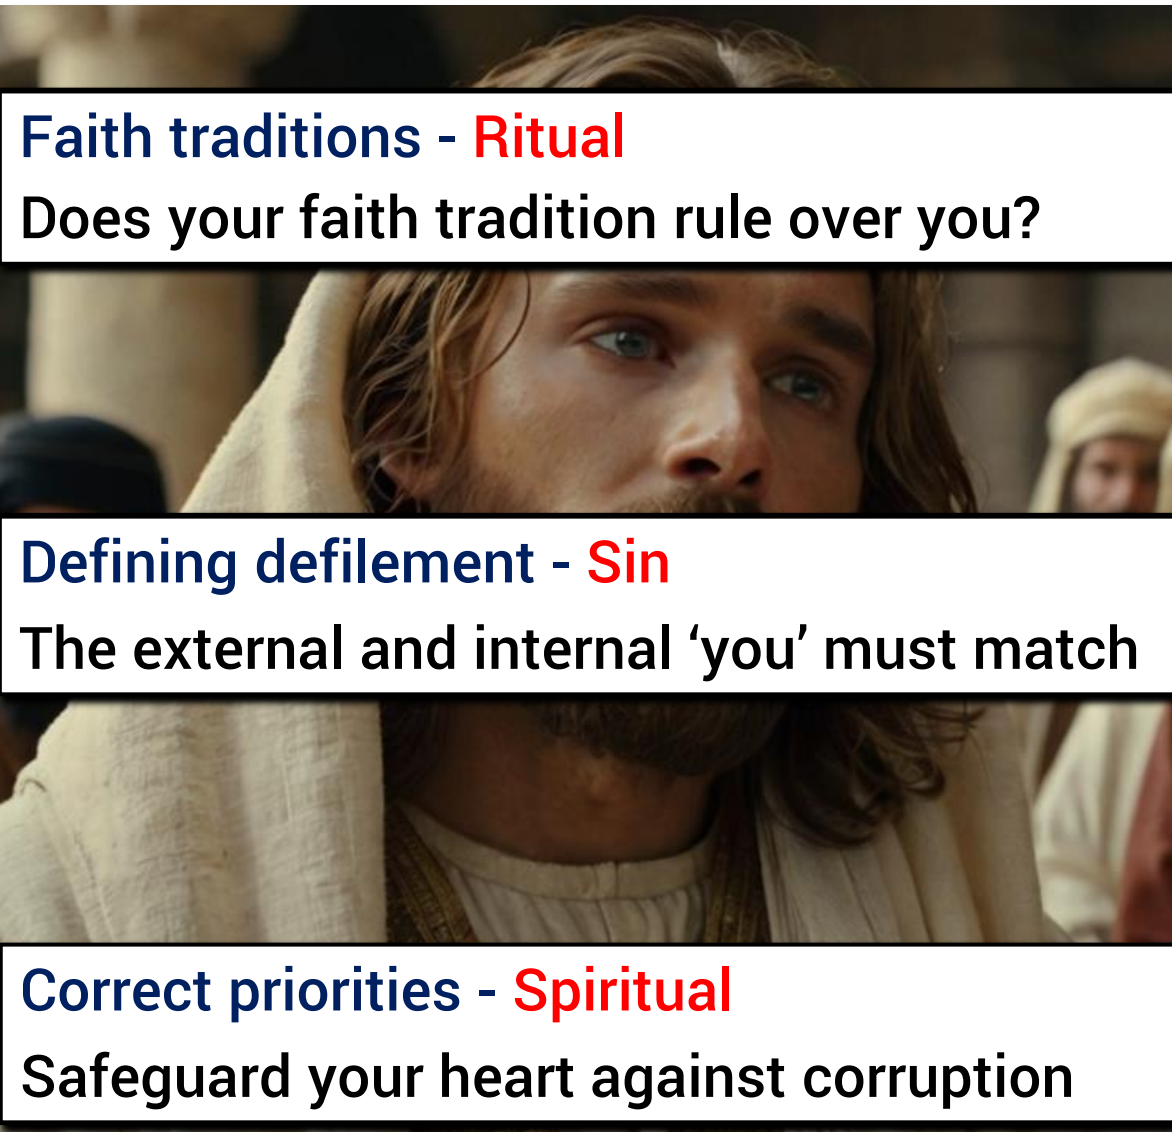 Faith traditions - Ritual
Does your faith tradition rule over you?
Defining defilement - Sin
The external and internal ‘you’ must match
Correct priorities - Spiritual
Safeguard your heart against corruption